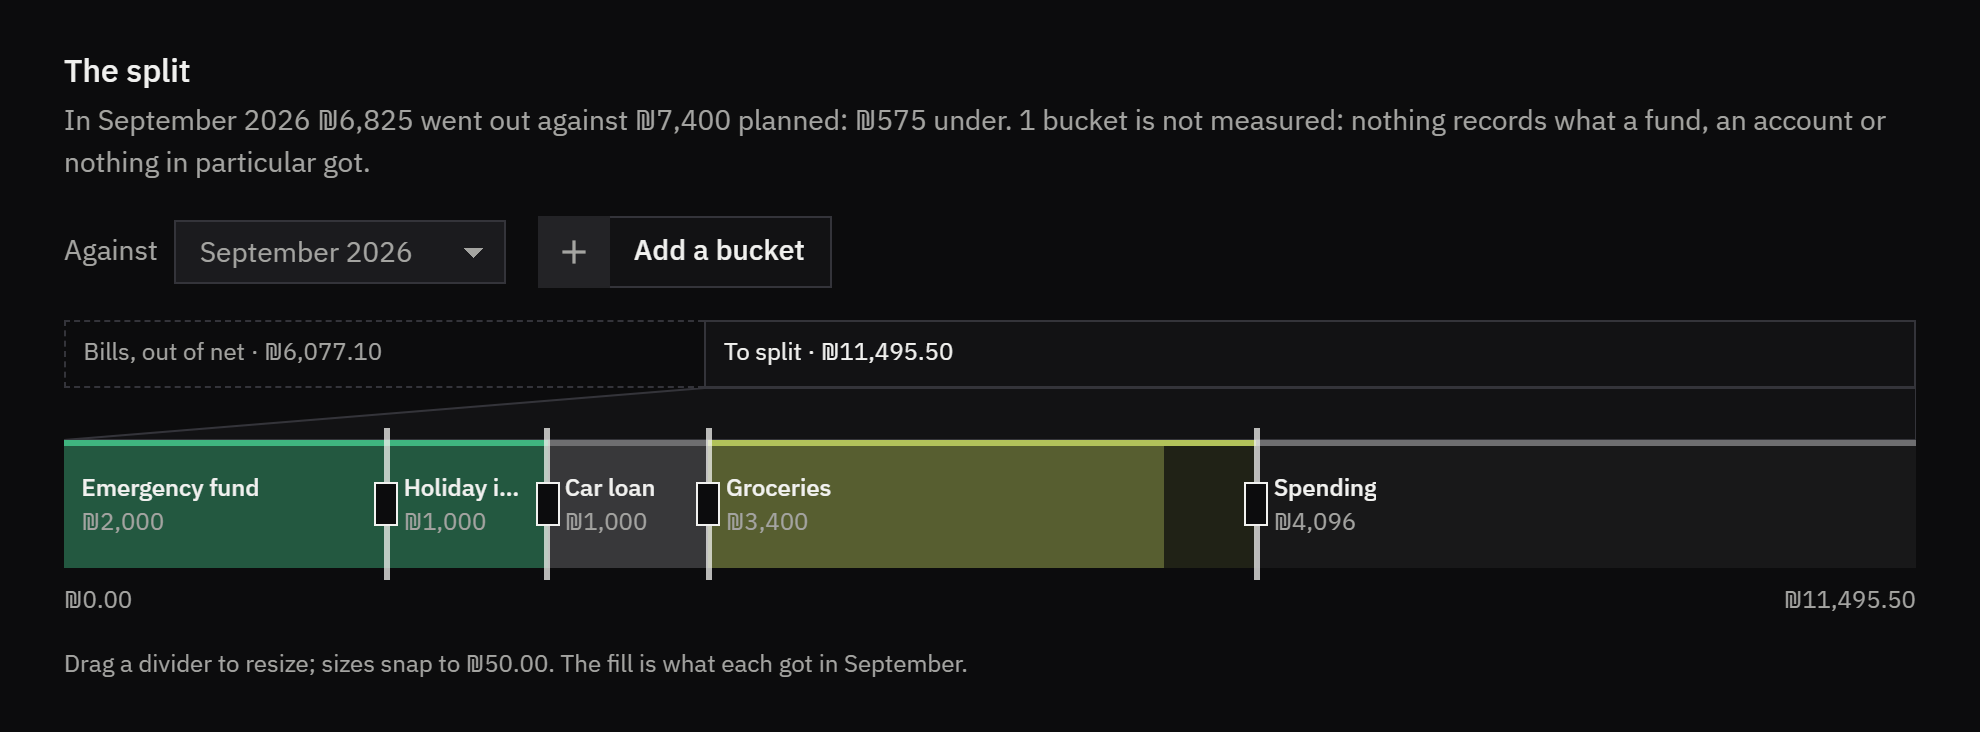 The split
In September 2026 ₪6,825 went out against ₪7,400 planned: ₪575 under. 1 bucket is not measured: nothing records what a fund, an account or
nothing in particular got.
Against
September 2026
Add a bucket
Bills, out of net · ₪6,077.10
To split · ₪11,495.50
Emergency fund
Holiday i...
Car loan
Groceries
Spending
₪2,000
₪1,000
₪1,000
₪3,400
₪4,096
₪0.00
₪11,495.50
Drag a divider to resize; sizes snap to ₪50.00. The fill is what each got in September.